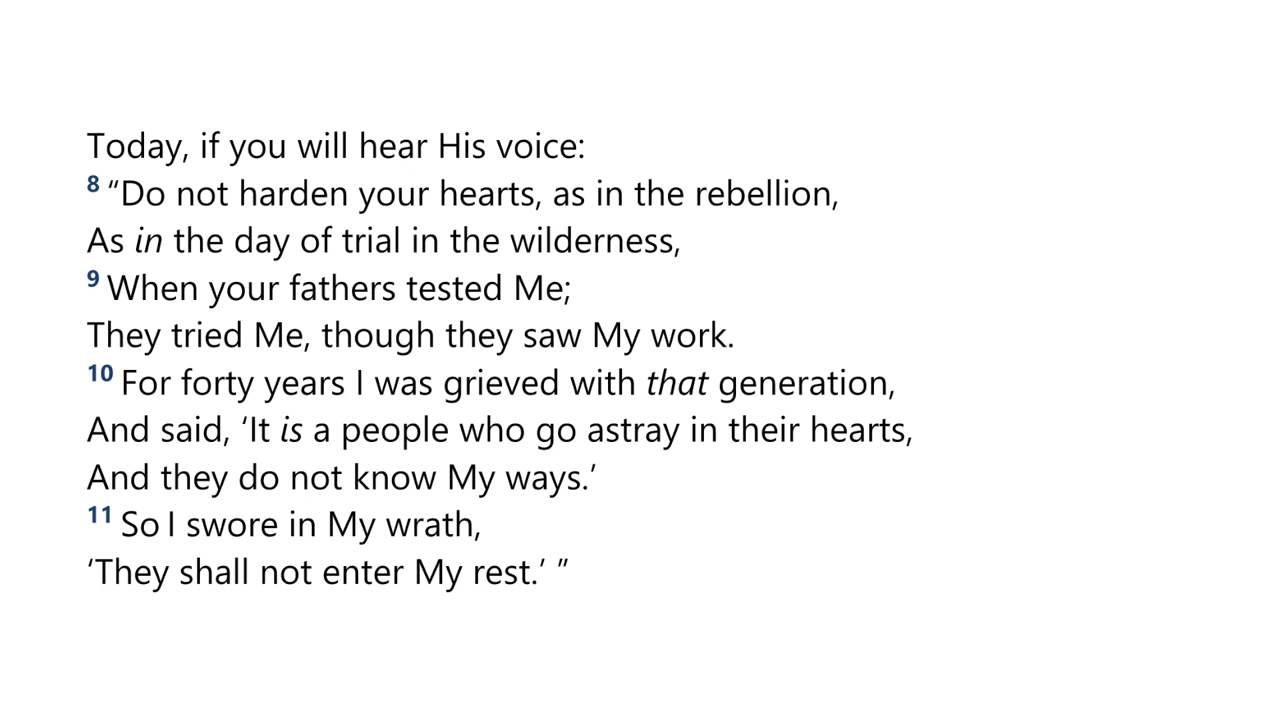 Today, if you will hear His voice:
8 “Do not harden your hearts, as in the rebellion,
As in the day of trial in the wilderness,
9 When your fathers tested Me;
They tried Me, though they saw My work.
10 For forty years I was grieved with that generation,
And said, ‘It is a people who go astray in their hearts,
And they do not know My ways.’
11 So I swore in My wrath,
‘They shall not enter My rest.’ ”